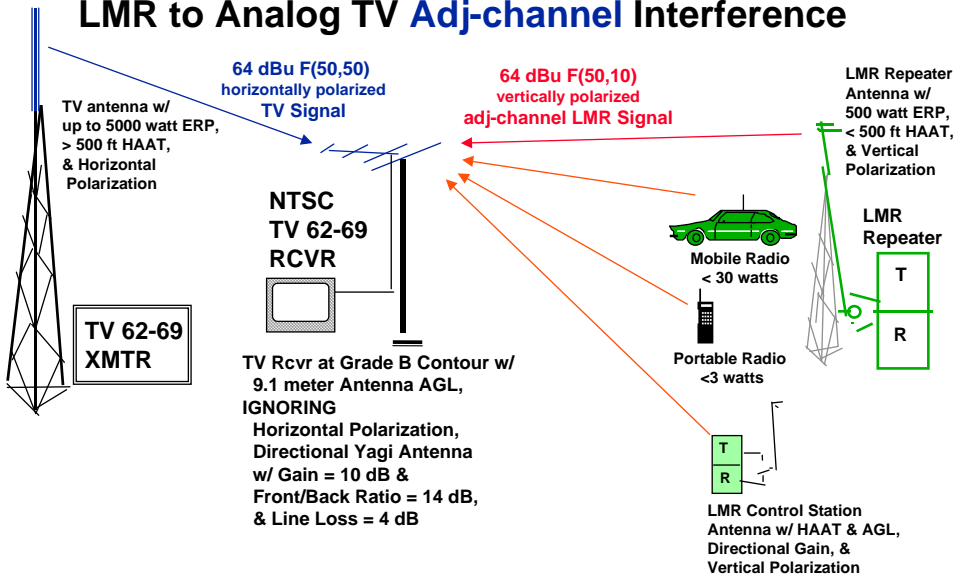 LMR to Analog TV Adj-channel Interference
64 dBu F(50,50)
horizontally polarized
TV Signal
64 dBu F(50,10)
vertically polarized
adj-channel LMR Signal
LMR Repeater
Antenna w/
500 watt ERP,
< 500 ft HAAT,
& Vertical
Polarization
TV antenna w/
up to 5000 watt ERP,
> 500 ft HAAT,
& Horizontal
Polarization
NTSC
TV 62-69
RCVR
LMR
Repeater
T
R
Mobile Radio
< 30 watts
TV 62-69
XMTR
Portable Radio
<3 watts
TV Rcvr at Grade B Contour w/
9.1 meter Antenna AGL,
IGNORING
Horizontal Polarization,
Directional Yagi Antenna
w/ Gain = 10 dB &
Front/Back Ratio = 14 dB,
& Line Loss = 4 dB
T
R
LMR Control Station
Antenna w/ HAAT & AGL,
Directional Gain, &
Vertical Polarization